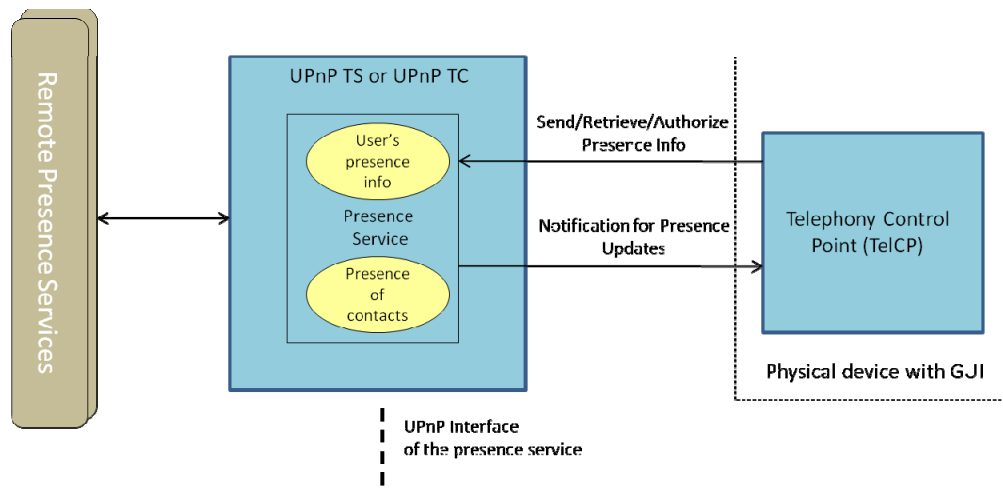 Remote Presence Services
UPnP TS or UPnP TC
User's
presence
info
Presence
Service
Presence
of
contacts
Send/Retrieve/Authorize
Presence Info
Notification for Presence
Updates
Telephony Control
Point (TelCP)
Physical device with GJI
UPnP Interface
of the presence service